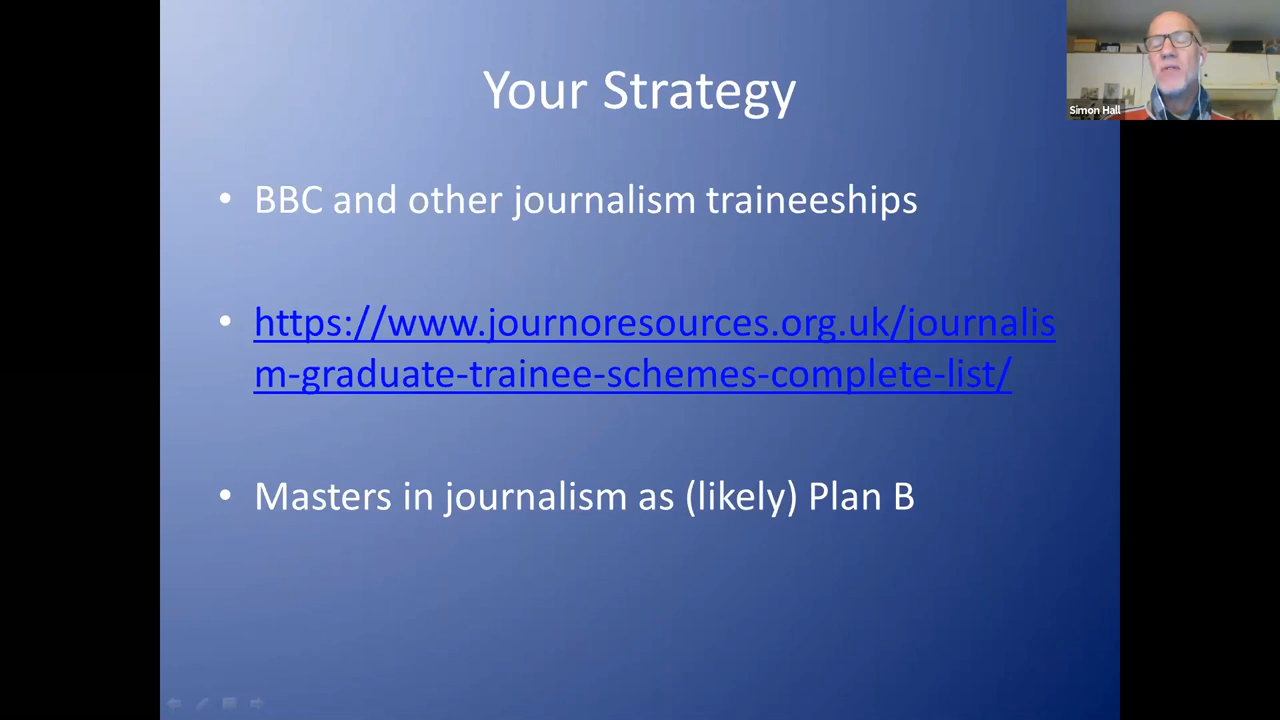 Your Strategy
Simon Hall
• BBC and other journalism traineeships
• https://www.journoresources.org.uk/journalis
m-graduate-trainee-schemes-complete-list/
• Masters in journalism as (likely) Plan B